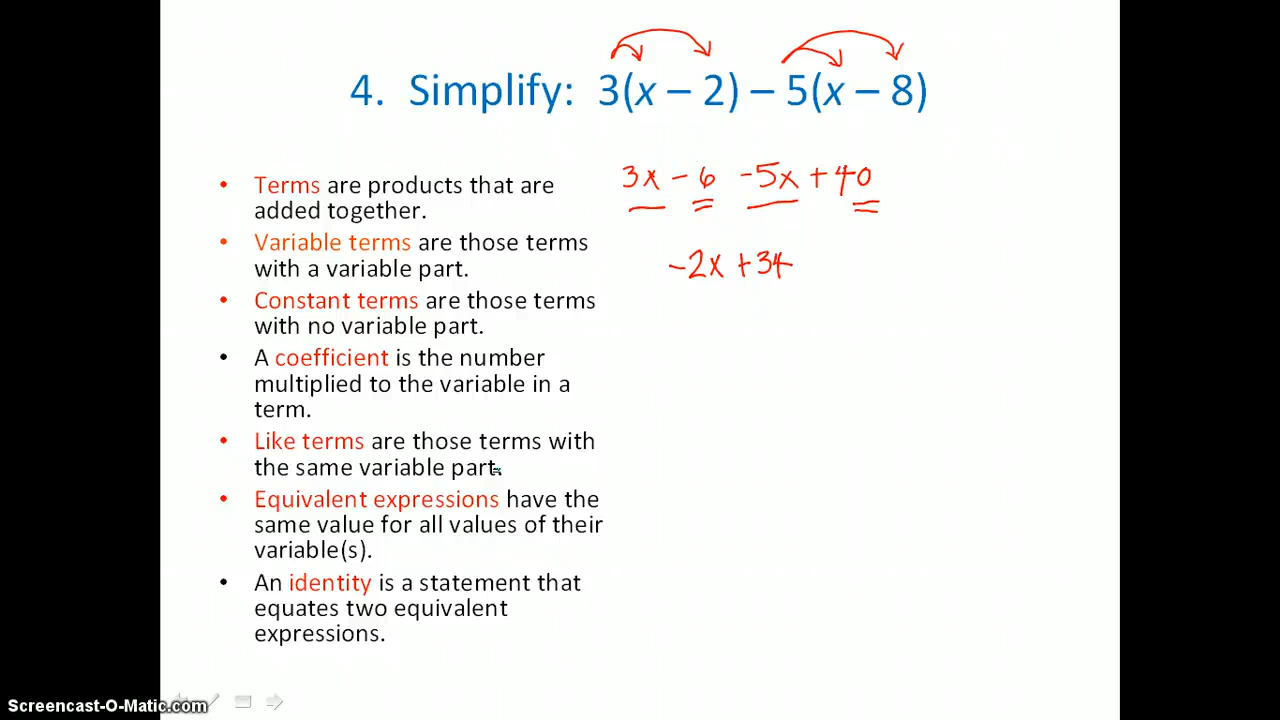 4. Simplify: 3(x – 2) – 5(x – 8)
3x - 6 -5x + 40
-2x + 34
• Terms are products that are
added together.
• Variable terms are those terms
with a variable part.
• Constant terms are those terms
with no variable part.
• A coefficient is the number
multiplied to the variable in a
term.
• Like terms are those terms with
the same variable part.
• Equivalent expressions have the
same value for all values of their
variable(s).
• An identity is a statement that
equates two equivalent
expressions.
Screencast-O-Matic.com